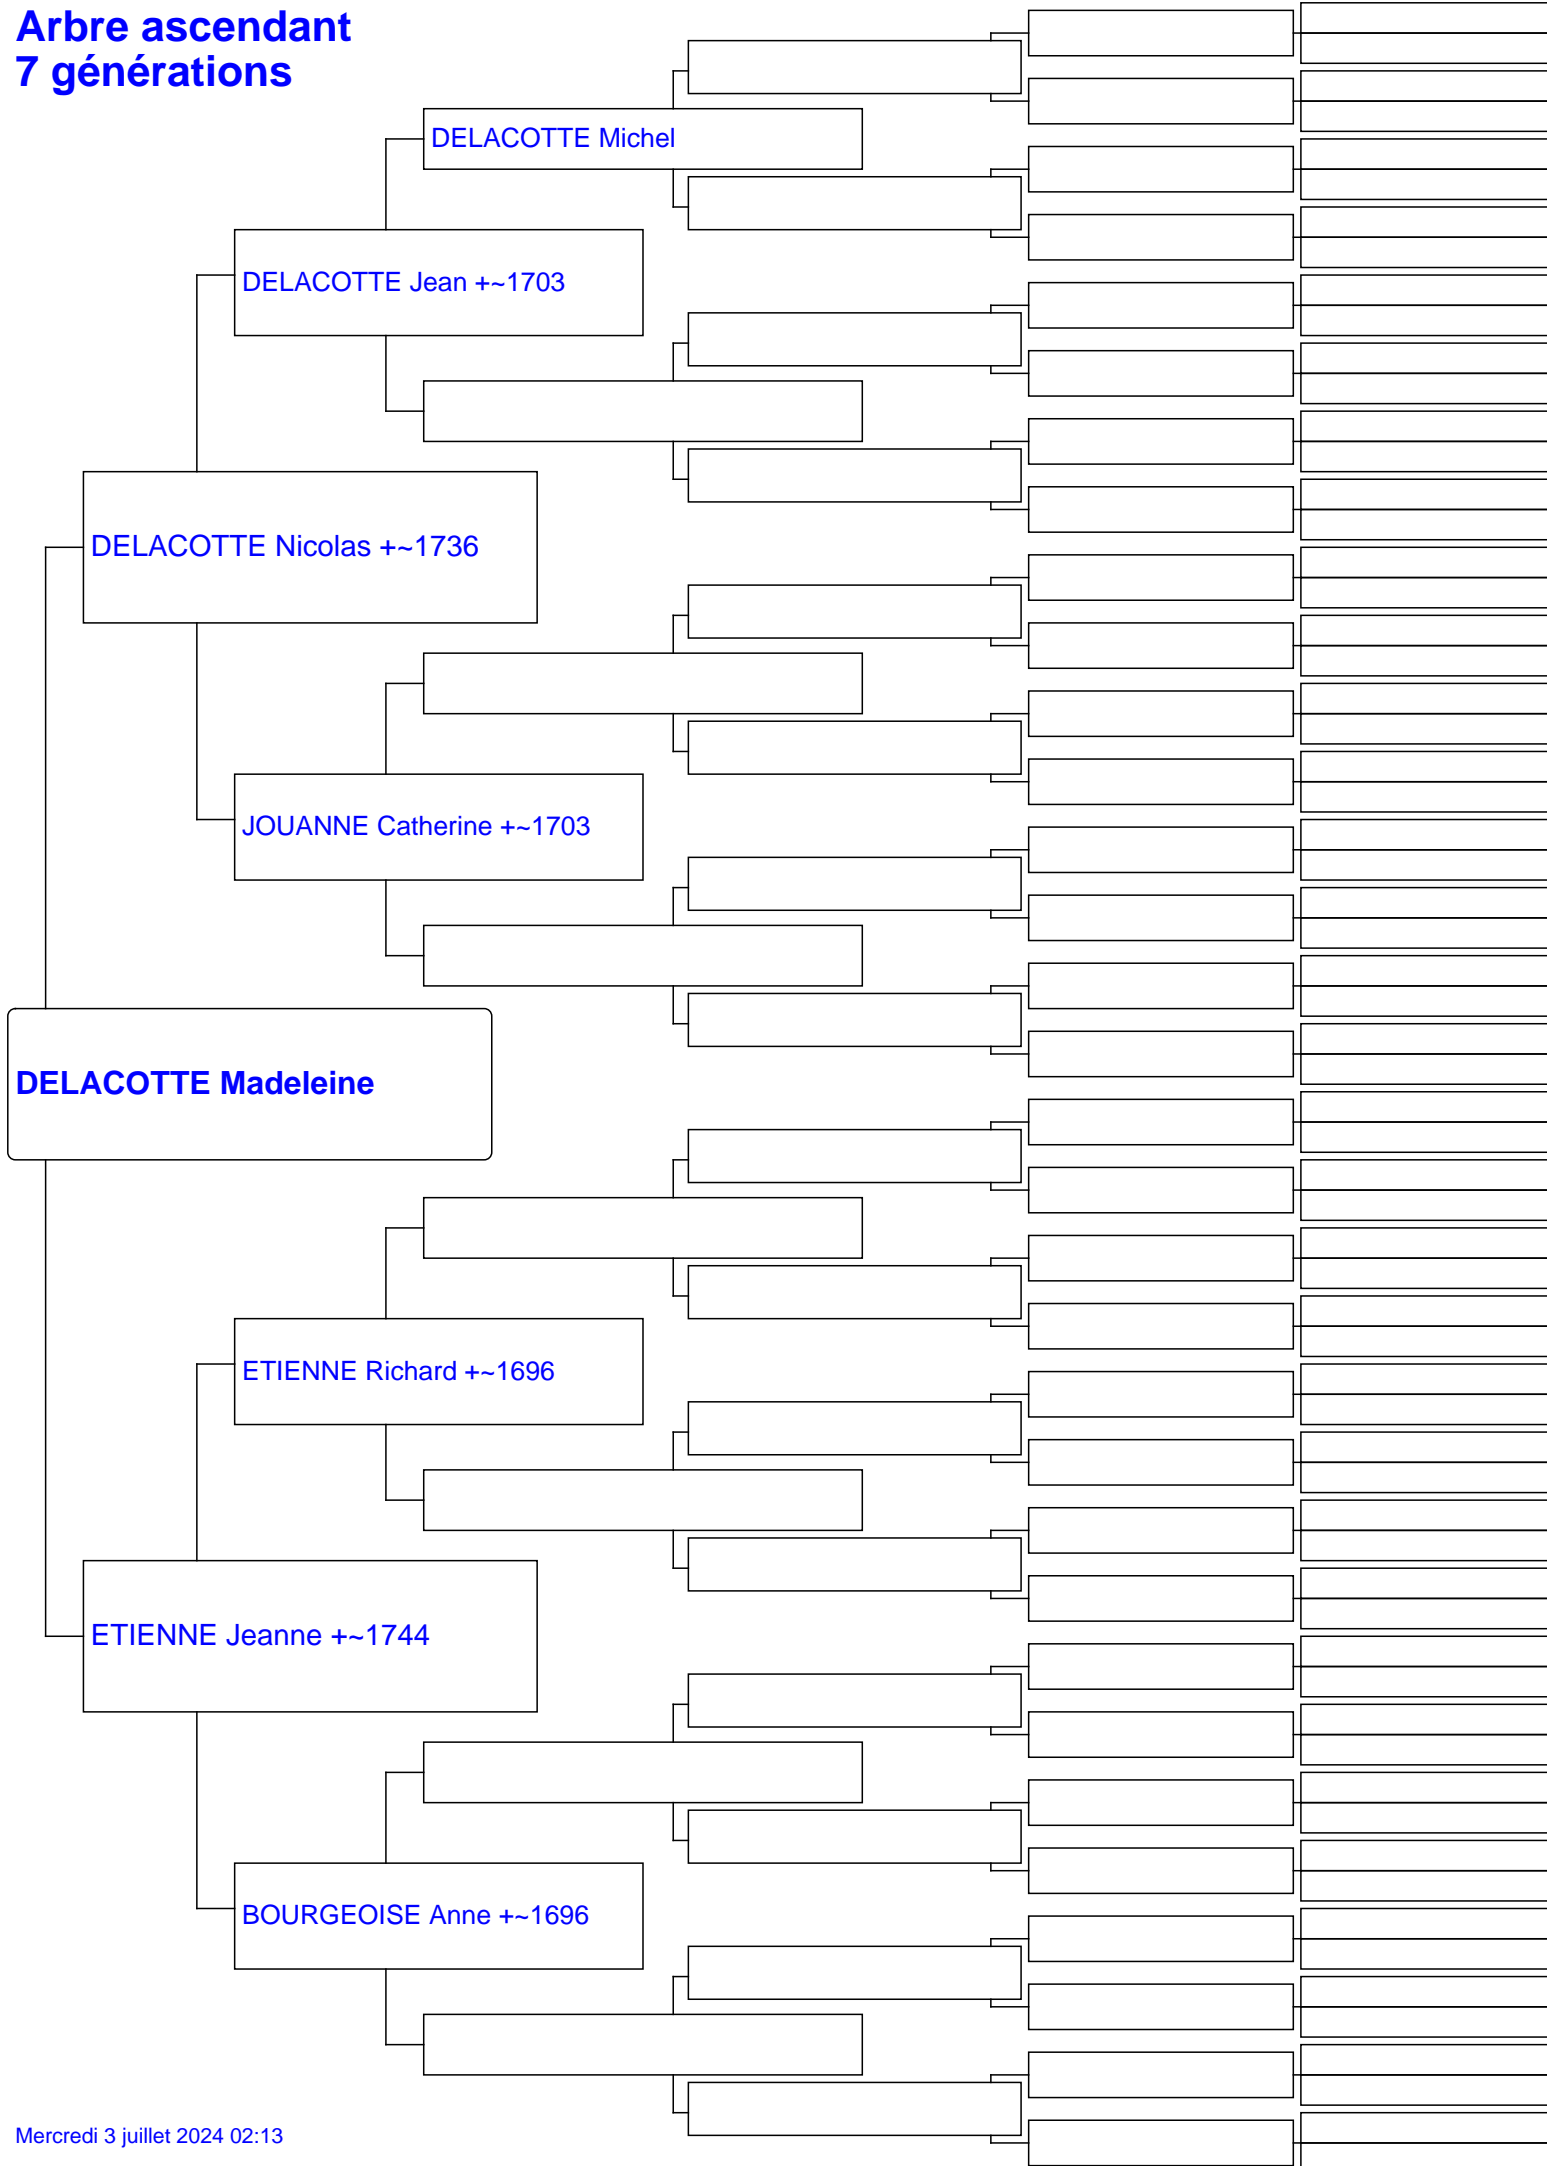 Arbre ascendant
7 générations
DELACOTTE Michel
DELACOTTE Jean +~1703
DELACOTTE Nicolas +~1736
JOUANNE Catherine +~1703
DELACOTTE Madeleine
ETIENNE Richard +~1696
ETIENNE Jeanne +~1744
BOURGEOISE Anne +~1696
Mercredi 3 juillet 2024 02:13